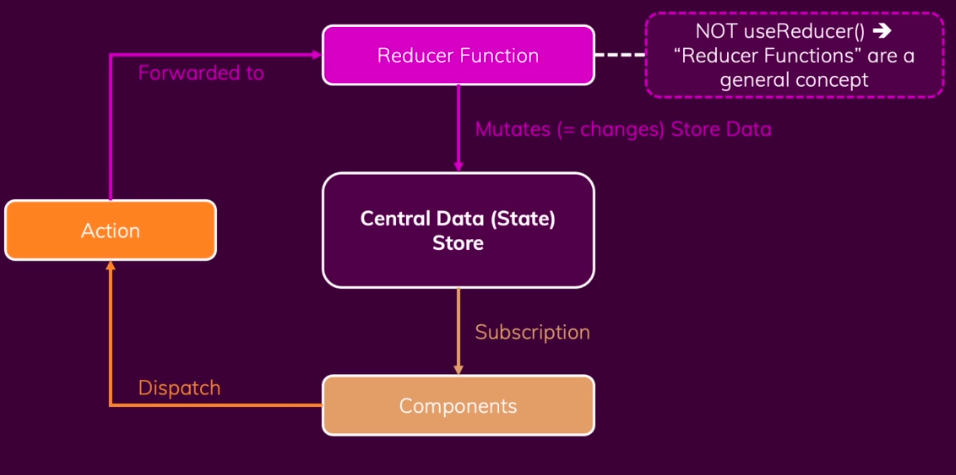 Reducer Function
NOT useReducer() ➔
“Reducer Functions” are a
general concept
Forwarded to
Mutates (= changes) Store Data
Action
Central Data (State)
Store
Subscription
Dispatch
Components